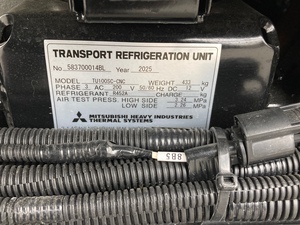 TRANSPORT REFRIGERATION UNIT
No. 583700014BL Year 2025
MODEL TU100SC-CNC WEIGHT 433 kg
PHASE 3 AC 200 V 50/60 Hz DC 12 V
REFRIGERANT R452A CHARGE kg
AIR TEST PRESS. HIGH SIDE 3.24 MPa
LOW SIDE 2.26 MPa
MITSUBISHI HEAVY INDUSTRIES
THERMAL SYSTEMS
885